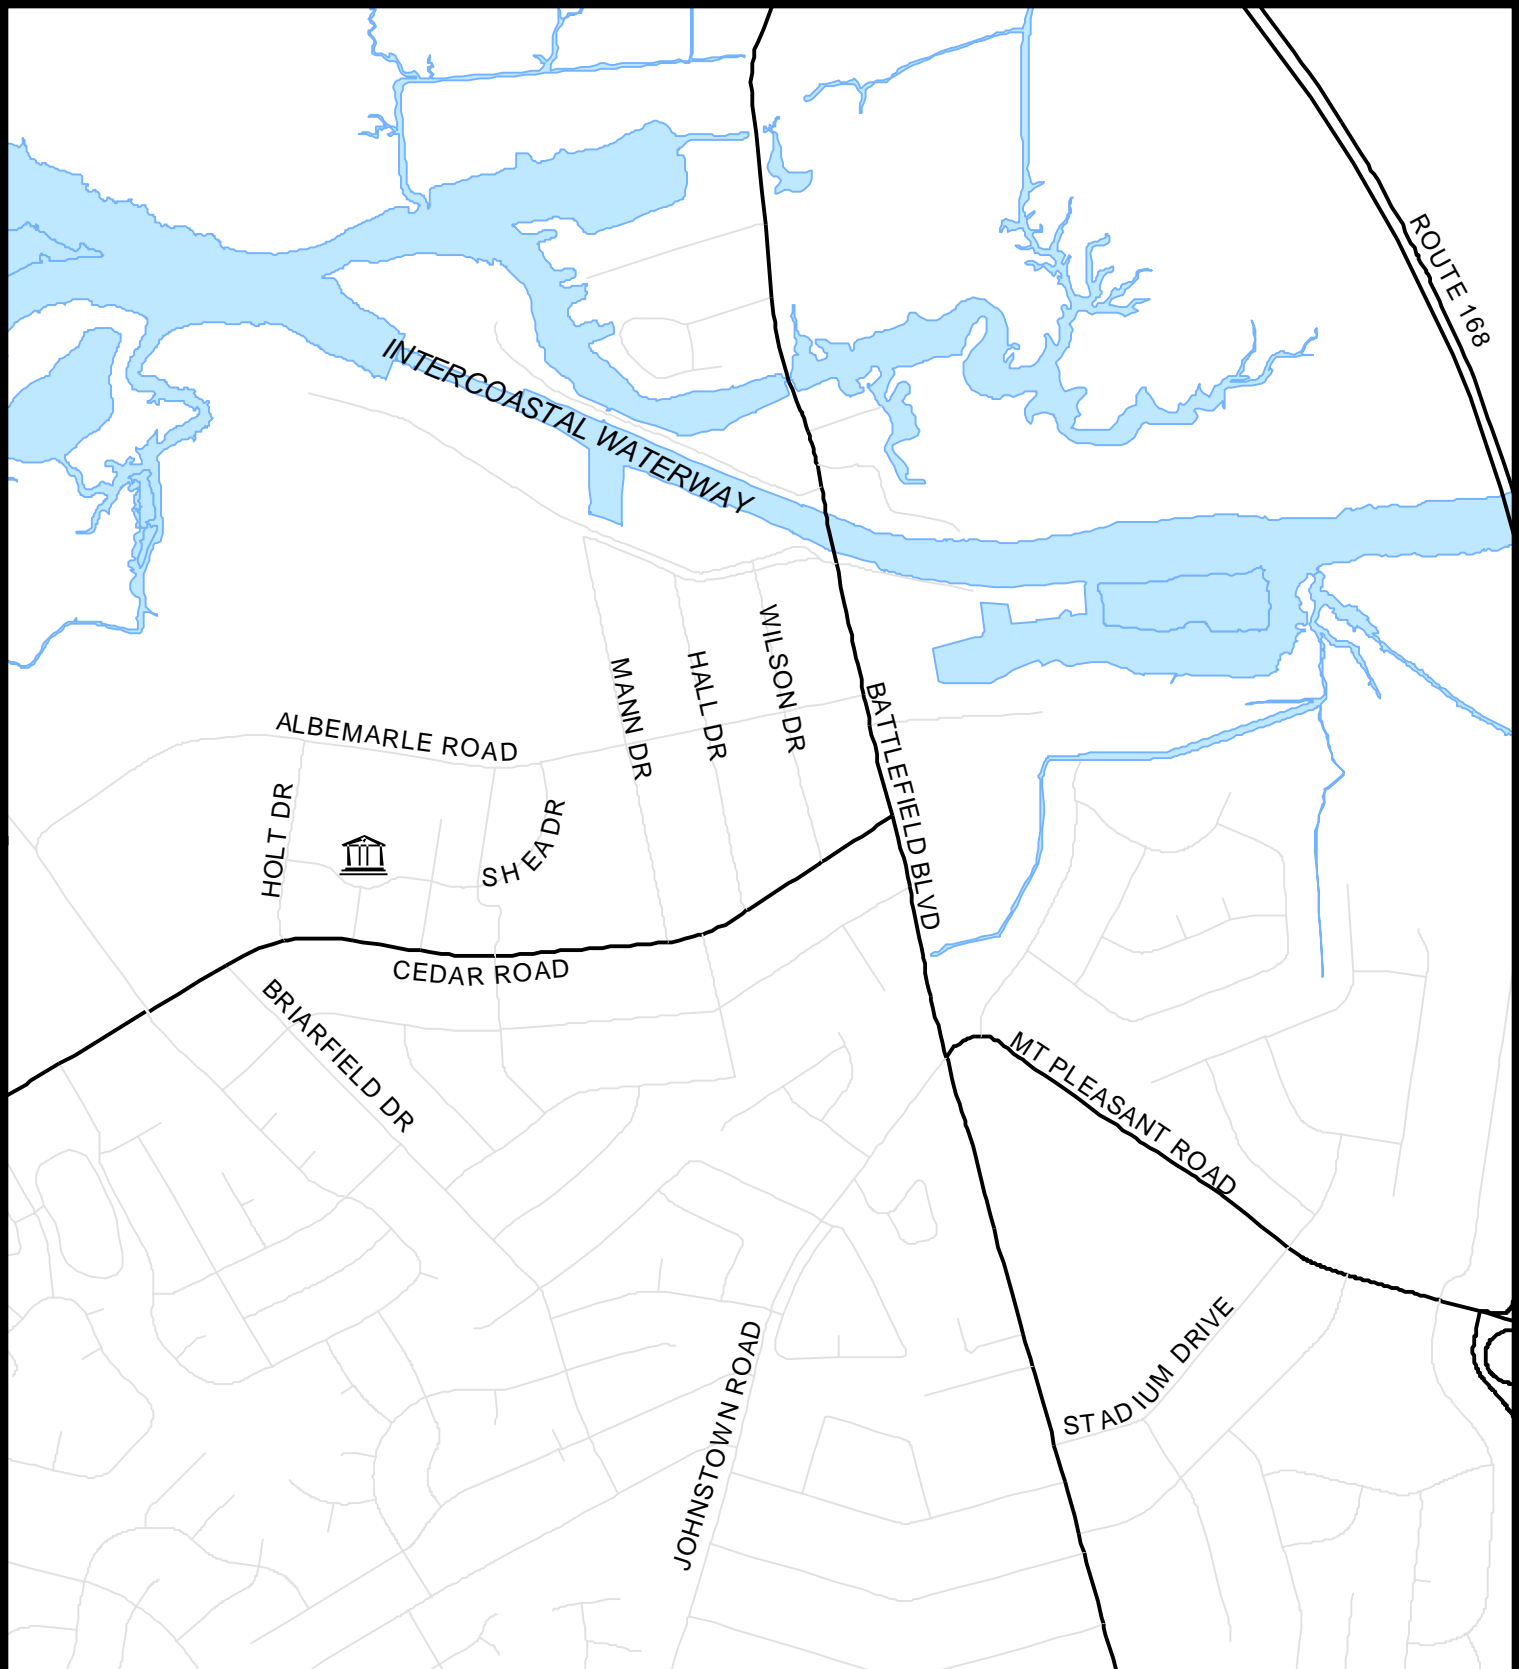 ROUTE 168
INTERCOASTAL WATERWAY
WILSON DR
HALL DR
MANN DR
BATTLEFIELD BLVD
ALBEMARLE ROAD
HOLT DR
SHEA DR
CEDAR ROAD
BRIARFIELD DR
MT PLEASANT ROAD
STADIUM DRIVE
JOHNSTOWN ROAD